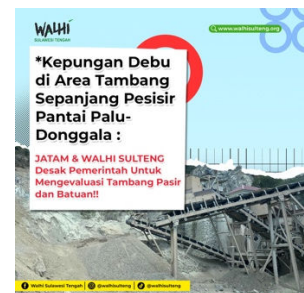 WALHI
SULAWESI TENGAH
www.walhisulteng.org
*Kepungan Debu
di Area Tambang
Sepanjang Pesisir
Pantai Palu-
Donggala :
JATAM & WALHI SULTENG
Desak Pemerintah Untuk
Mengevaluasi Tambang Pasir
dan Batuan!!
Walhi Sulawesi Tengah | @walhisulteng | @walhisulteng